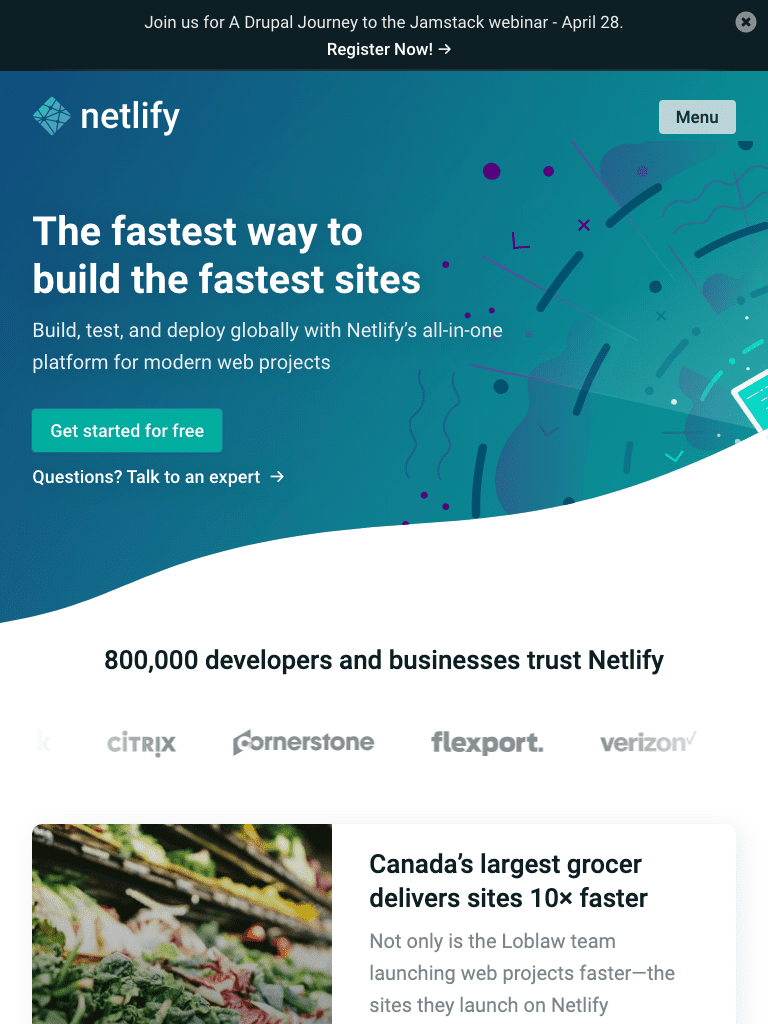 Join us for A Drupal Journey to the Jamstack webinar - April 28.
Register Now! →
netlify
Menu
The fastest way to
build the fastest sites
Build, test, and deploy globally with Netlify’s all-in-one
platform for modern web projects
Get started for free
Questions? Talk to an expert →
800,000 developers and businesses trust Netlify
k
citrix
cornerstone
flexport.
verizon✓
Canada’s largest grocer
delivers sites 10× faster
Not only is the Loblaw team
launching web projects faster—the
sites they launch on Netlify